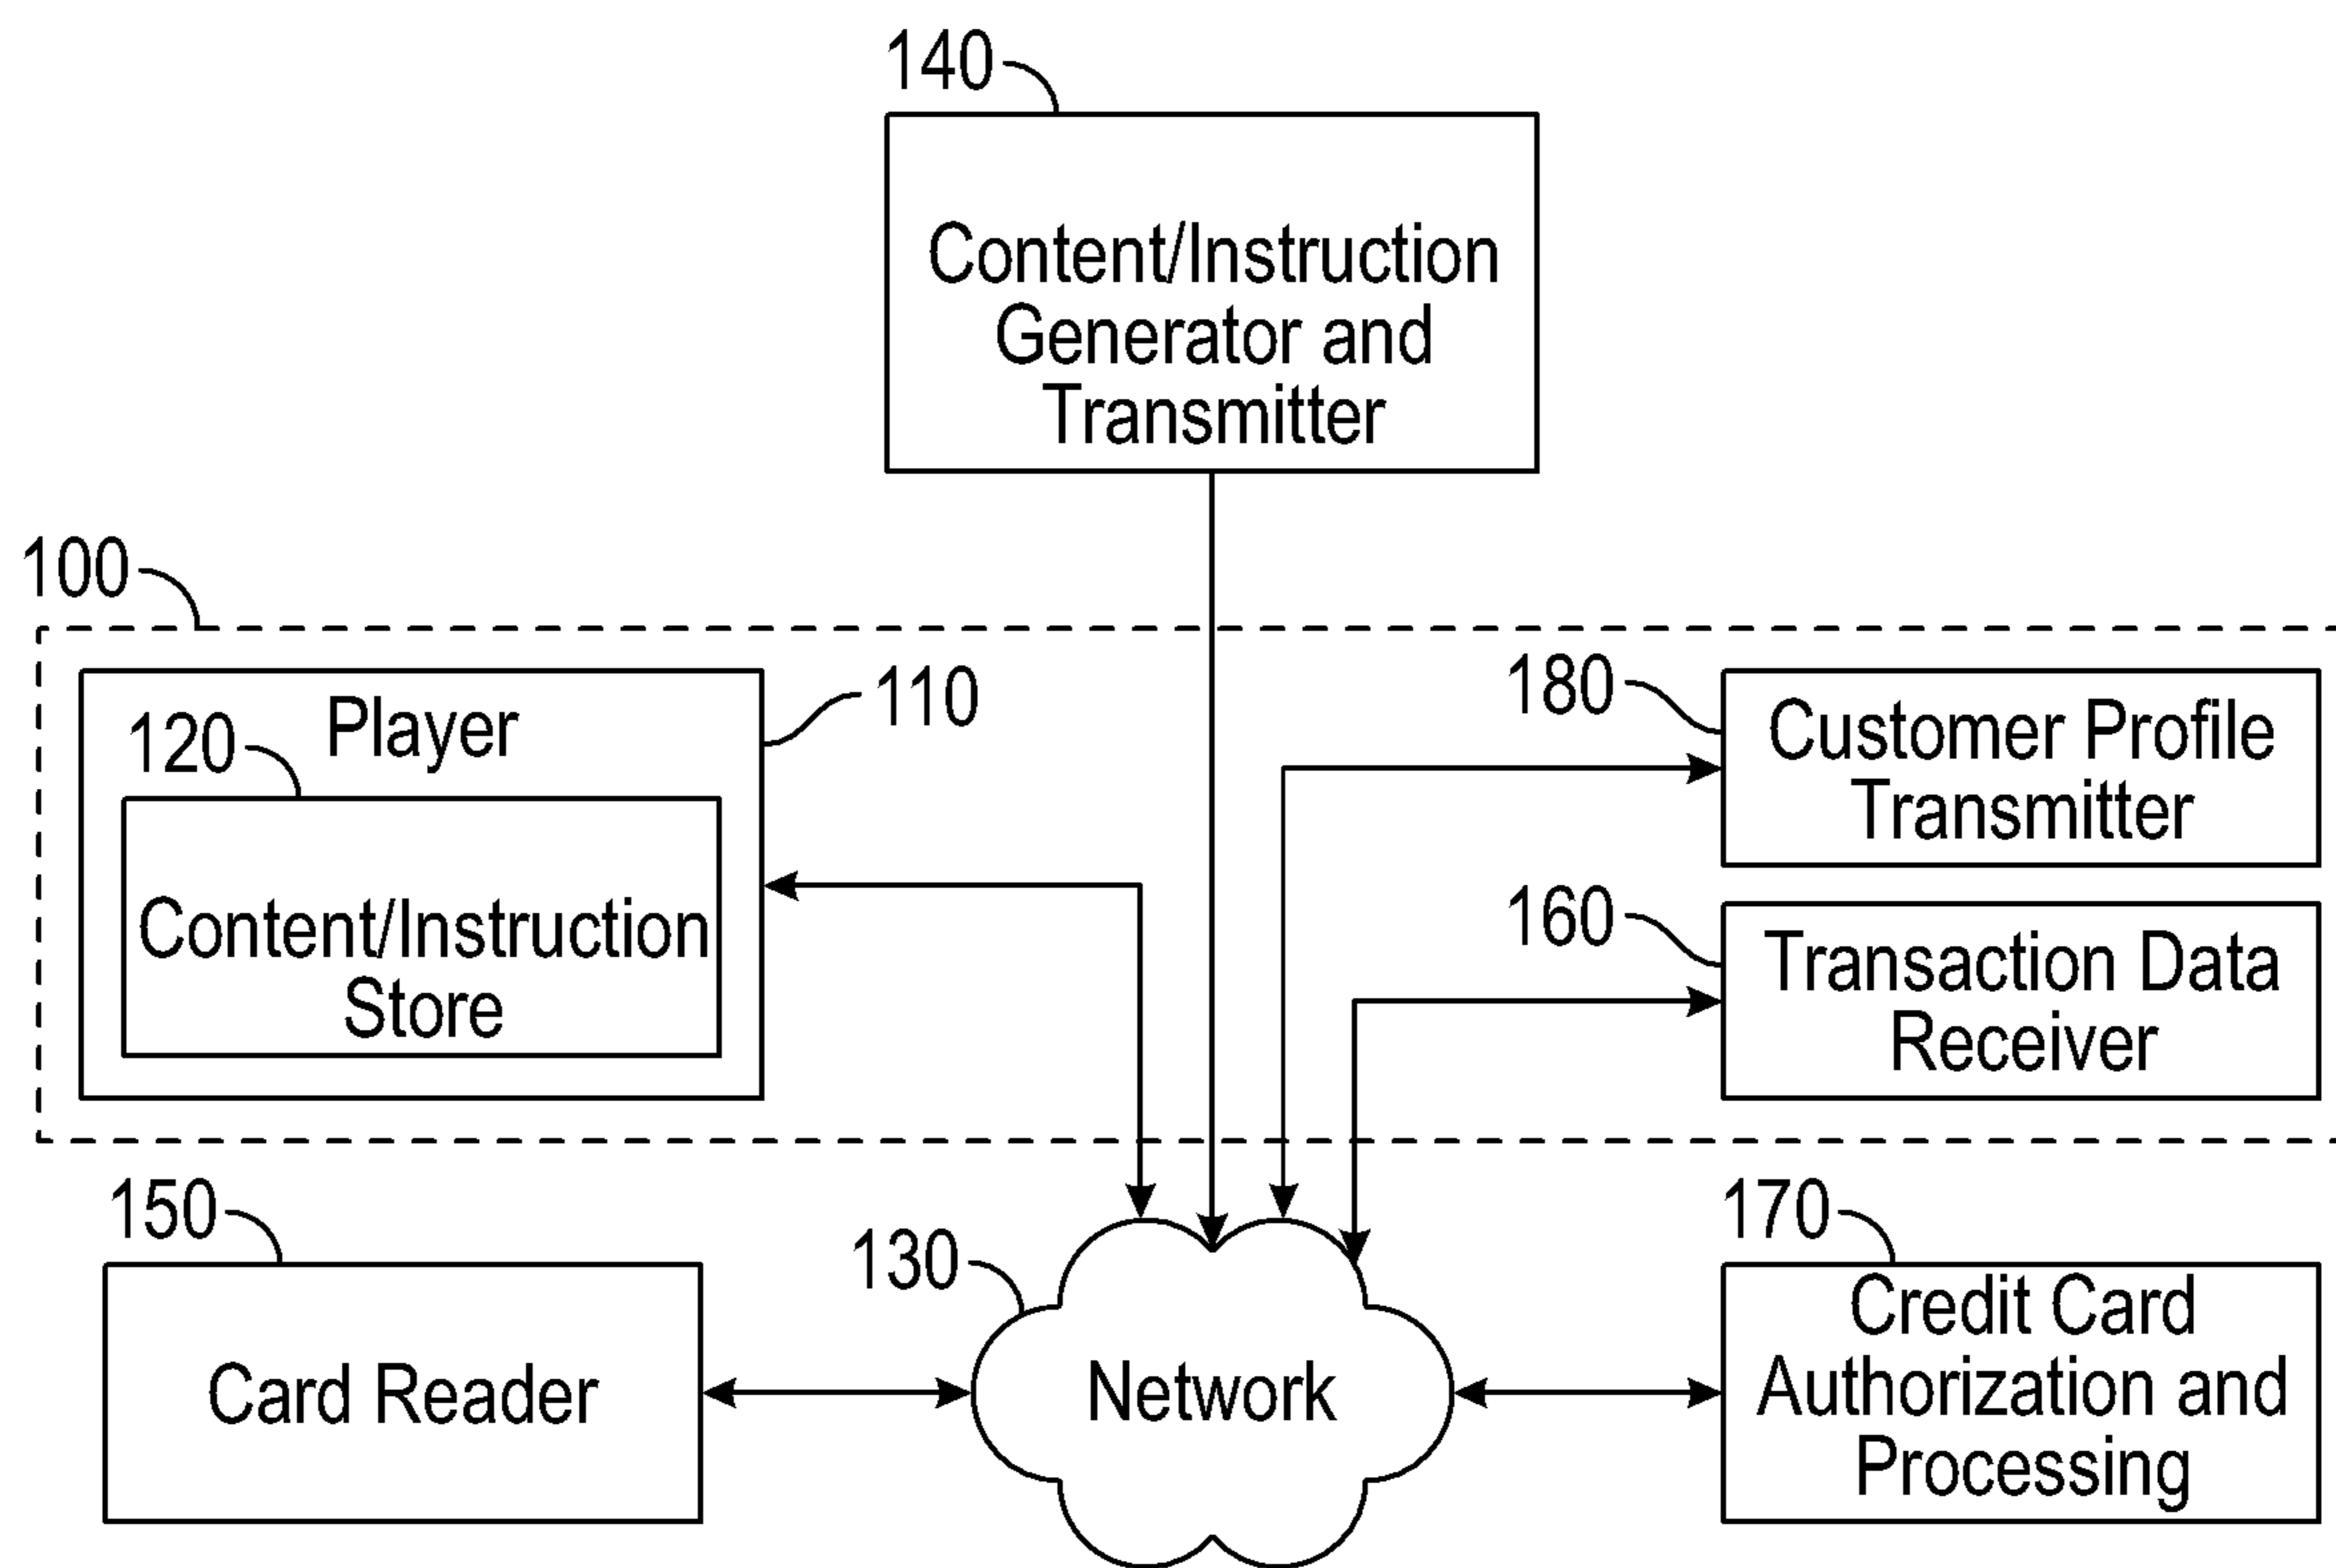 140
Content/Instruction
Generator and
Transmitter
100
110
Player
120
Content/Instruction
Store
180
Customer Profile
Transmitter
160
Transaction Data
Receiver
150
Card Reader
130
Network
170
Credit Card
Authorization and
Processing